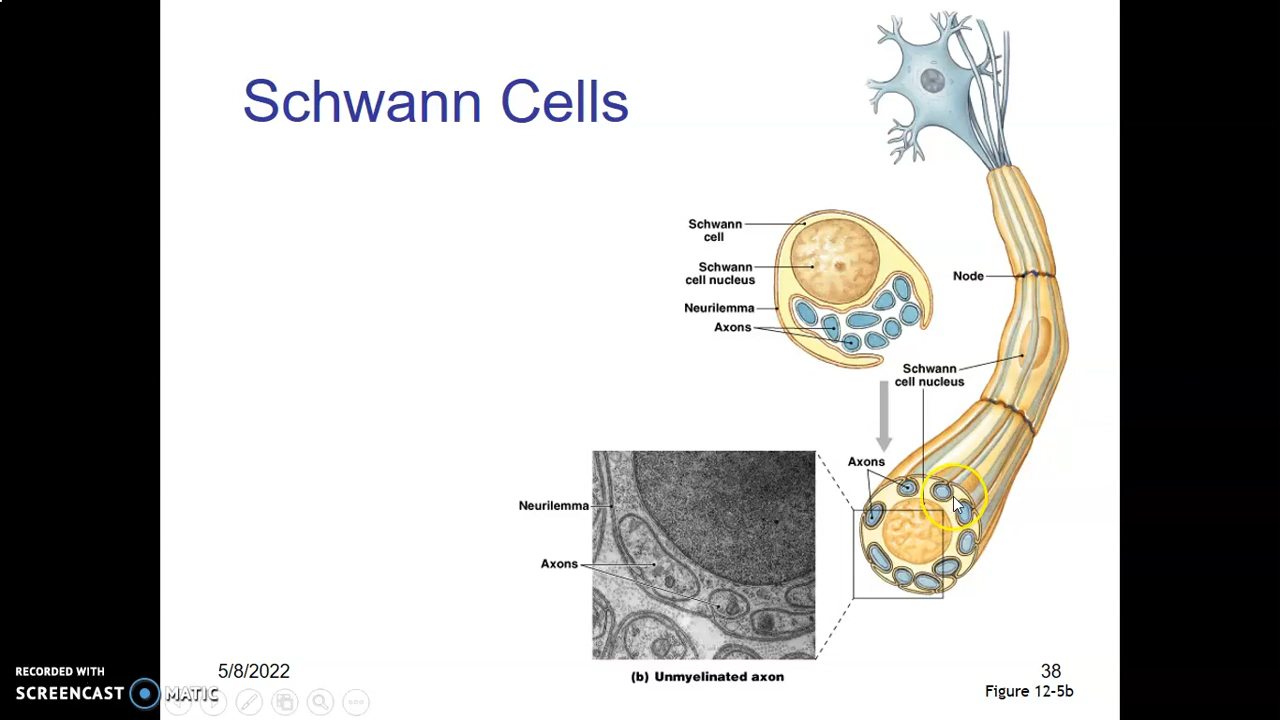 Schwann Cells
Schwann
cell
Schwann
cell nucleus
Neurilemma
Axons
Node
Schwann
cell nucleus
Axons
Neurilemma
Axons
(b) Unmyelinated axon
5/8/2022
38
Figure 12-5b
RECORDED WITH
SCREENCAST MATIC